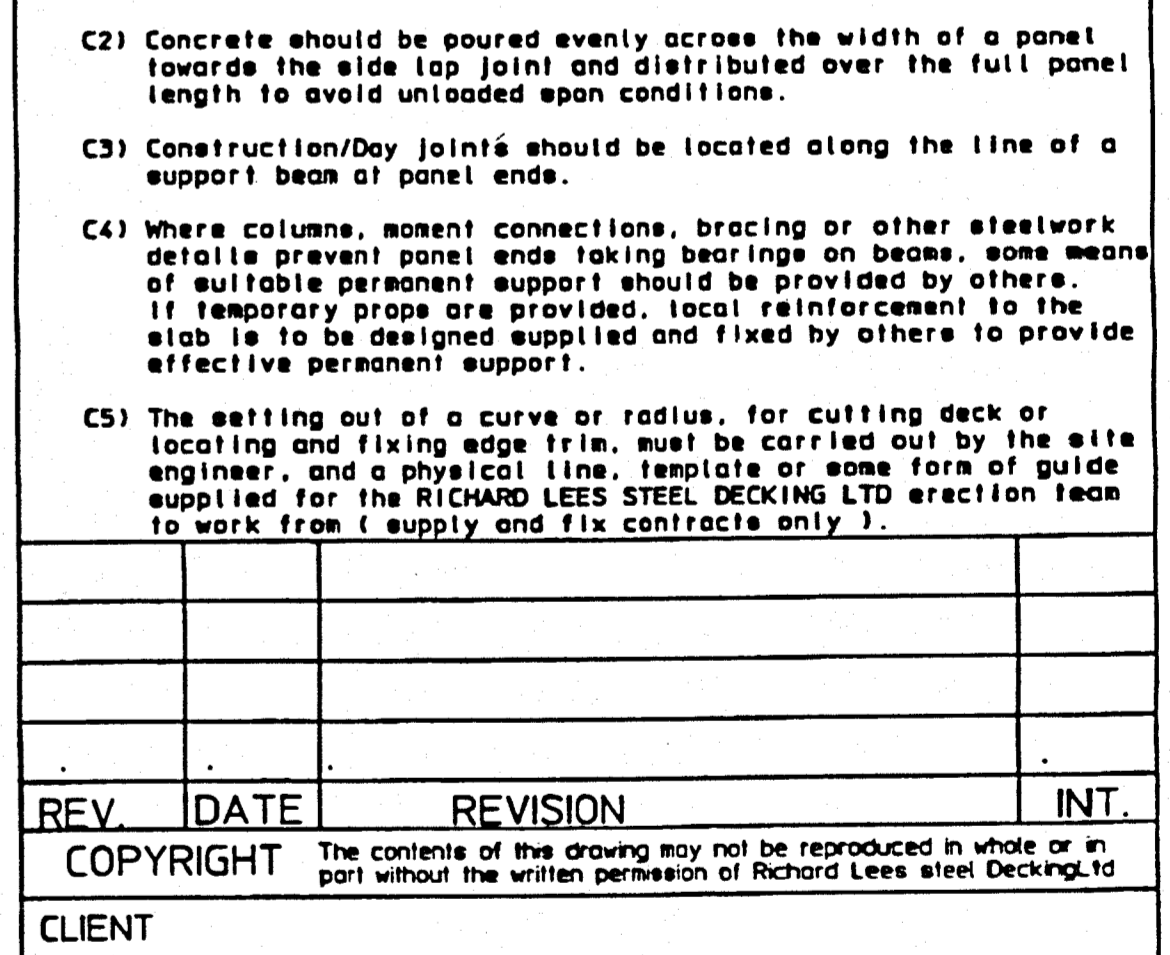 C2) Concrete should be poured evenly across the width of a panel
towards the side lap joint and distributed over the full panel
length to avoid unloaded span conditions.
C3) Construction/Day joints should be located along the line of a
support beam at panel ends.
C4) Where columns, moment connections, bracing or other steelwork
details prevent panel ends taking bearings on beams, some means
of suitable permanent support should be provided by others.
If temporary props are provided, local reinforcement to the
slab is to be designed supplied and fixed by others to provide
effective permanent support.
C5) The setting out of a curve or radius, for cutting deck or
locating and fixing edge trim, must be carried out by the site
engineer, and a physical line, template or some form of guide
supplied for the RICHARD LEES STEEL DECKING LTD erection team
to work from ( supply and fix contracts only ).
. . . .
REV. DATE REVISION INT.
COPYRIGHT The contents of this drawing may not be reproduced in whole or in
part without the written permission of Richard Lees steel DeckingLtd
CLIENT